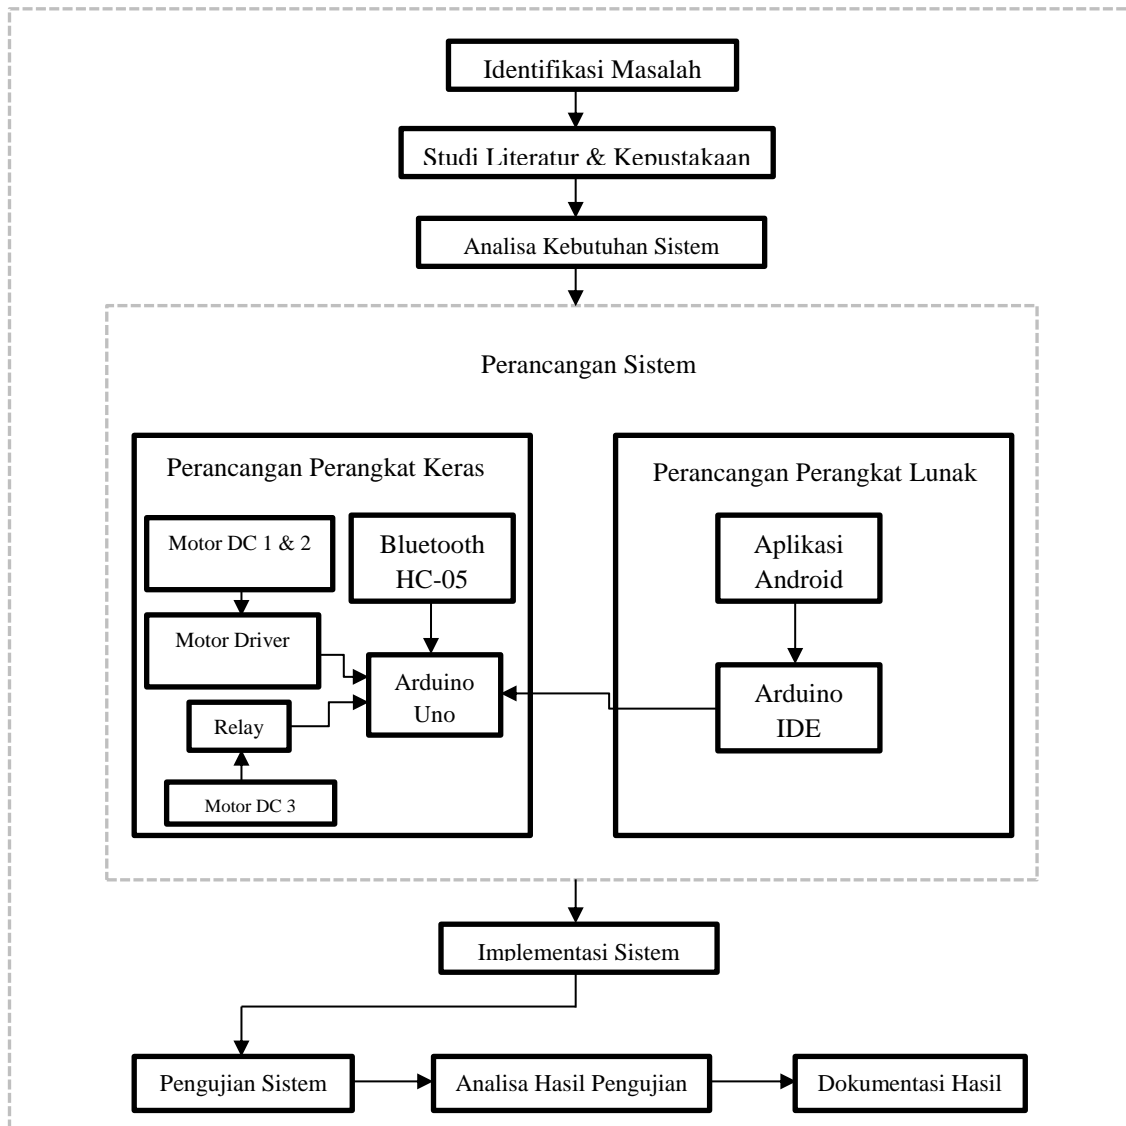 Identifikasi Masalah
Studi Literatur & Kepustakaan
Analisa Kebutuhan Sistem
Perancangan Sistem
Perancangan Perangkat Keras
Motor DC 1 & 2
Bluetooth
HC-05
Motor Driver
Arduino
Uno
Relay
Motor DC 3
Perancangan Perangkat Lunak
Aplikasi
Android
Arduino
IDE
Implementasi Sistem
Pengujian Sistem
Analisa Hasil Pengujian
Dokumentasi Hasil